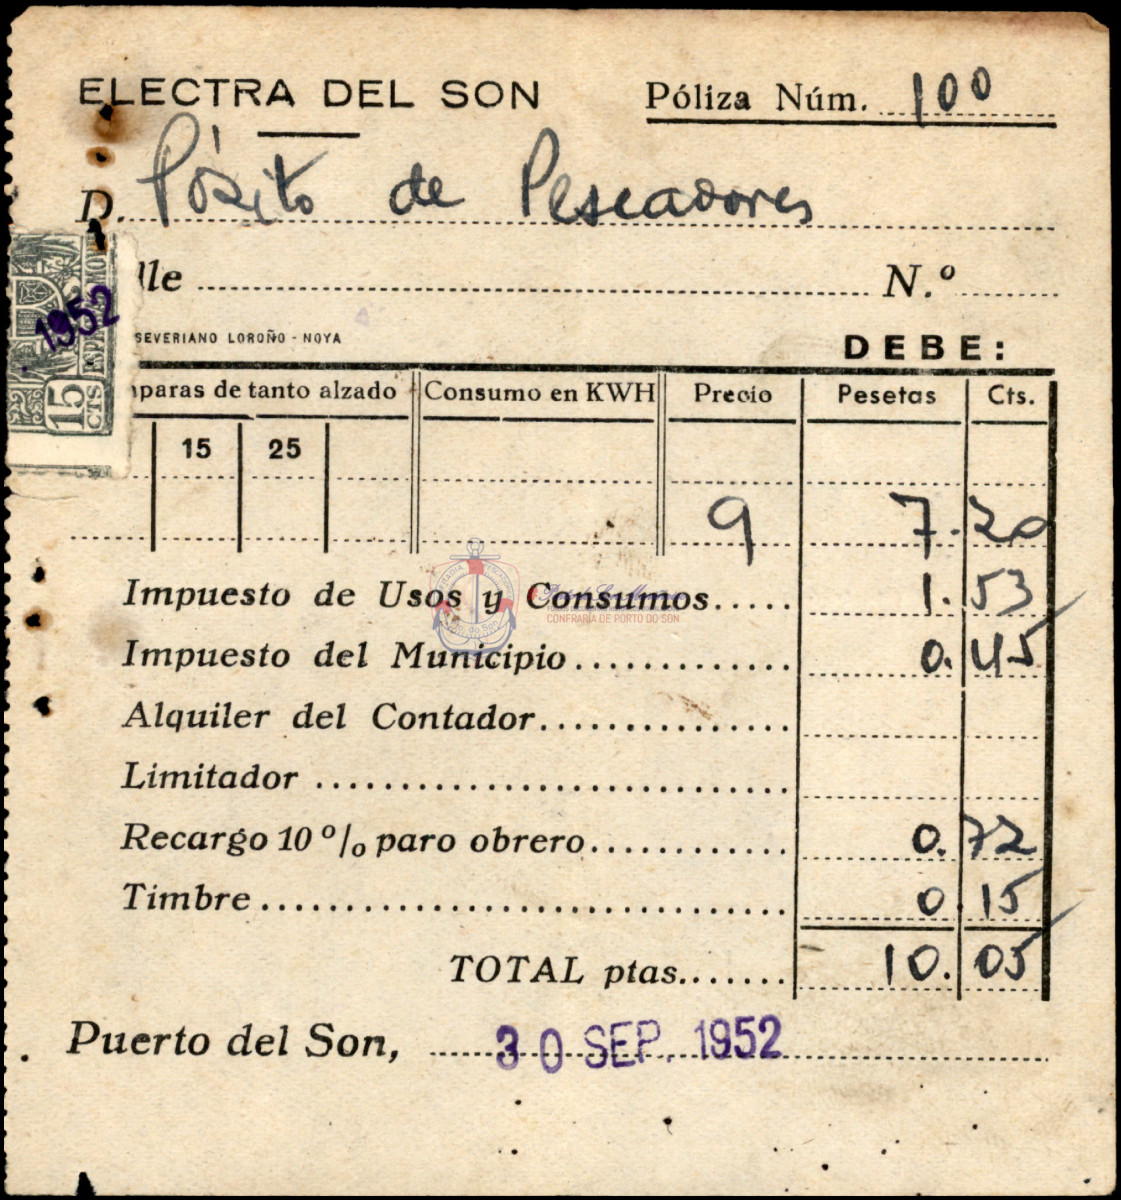 ELECTRA DEL SON
Póliza Núm. 100
D. Pósito de Pescadores
lle N.º
SEVERIANO LOROÑO - NOYA
DEBE:
1952
ESP MOV
15 CTS
mparas de tanto alzado Consumo en KWH Precio Pesetas Cts.
15 25
9 7.20
Impuesto de Usos y Consumos..... 1.53
Impuesto del Municipio............. 0.45
CONFRARÍA DE PORTO DO SON
Alquiler del Contador...............
Limitador ...........................
Recargo 10 º/o paro obrero............ 0.72
Timbre ............................... 0.15
TOTAL ptas....... 10.05
Puerto del Son, 30 SEP. 1952